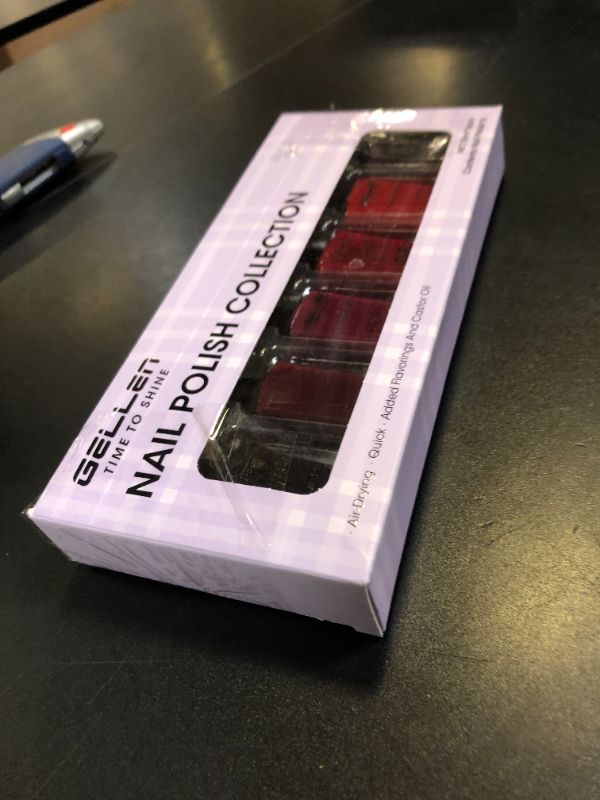 GELLEN
TIME TO SHINE
NAIL POLISH COLLECTION
· Air-Drying · Quick · Added Flavorings And Castor Oil